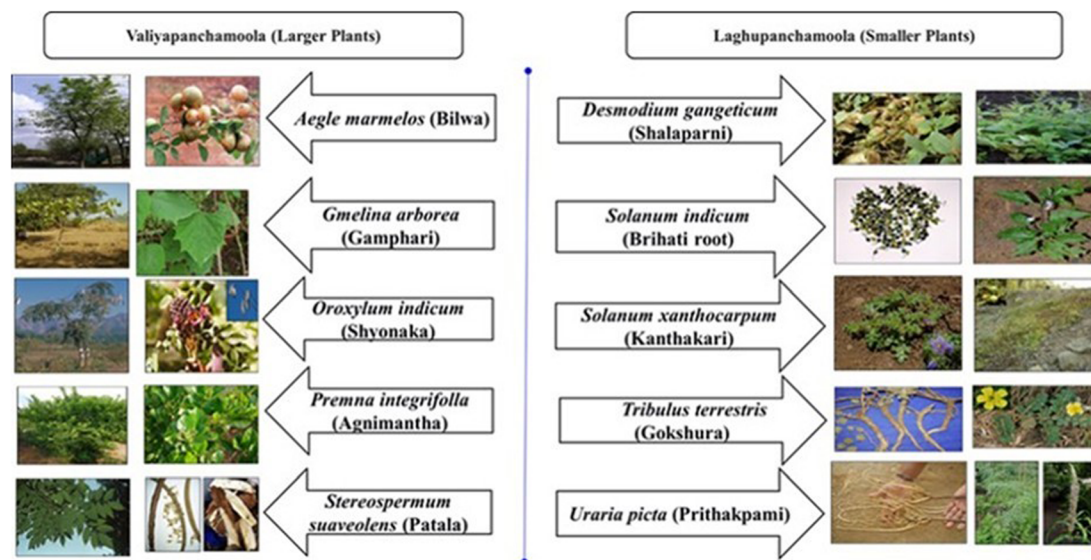 Valiyapanchamoola (Larger Plants)
Aegle marmelos (Bilwa)
Gmelina arborea
(Gamphari)
Oroxylum indicum
(Shyonaka)
Premna integrifolla
(Agnimantha)
Stereospermum
suaveolens (Patala)
Laghupanchamoola (Smaller Plants)
Desmodium gangeticum
(Shalaparni)
Solanum indicum
(Brihati root)
Solanum xanthocarpum
(Kanthakari)
Tribulus terrestris
(Gokshura)
Uraria picta (Prithakpami)